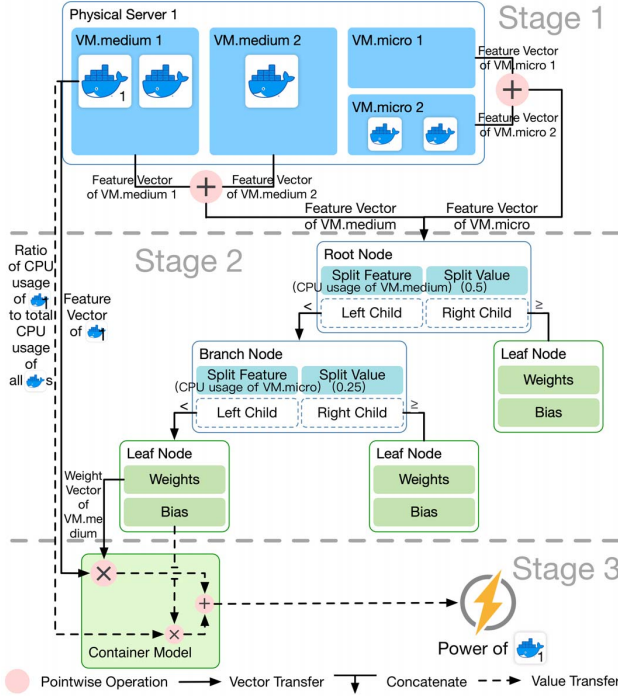 Physical Server 1
Stage 1
VM.medium 1
VM.medium 2
VM.micro 1
VM.micro 2
1
Feature Vector
of VM.micro 1
+
Feature Vector
of VM.micro 2
Feature Vector
of VM.medium 1
+
Feature Vector
of VM.medium 2
Feature Vector
of VM.medium
Feature Vector
of VM.micro
Stage 2
Ratio
of CPU
usage
of 1
to total
CPU
usage
of
all s
Feature
Vector
of 1
Root Node
Split Feature
(CPU usage of VM.medium)
Split Value
(0.5)
<
Left Child
Right Child
≥
Branch Node
Split Feature
(CPU usage of VM.micro)
Split Value
(0.25)
<
Left Child
Right Child
≥
Leaf Node
Weights
Bias
Leaf Node
Weights
Bias
Leaf Node
Weights
Bias
Weight
Vector
of
VM.me
dium
Stage 3
×
+
×
Container Model
Power of 1
Pointwise Operation
Vector Transfer
Concatenate
Value Transfer